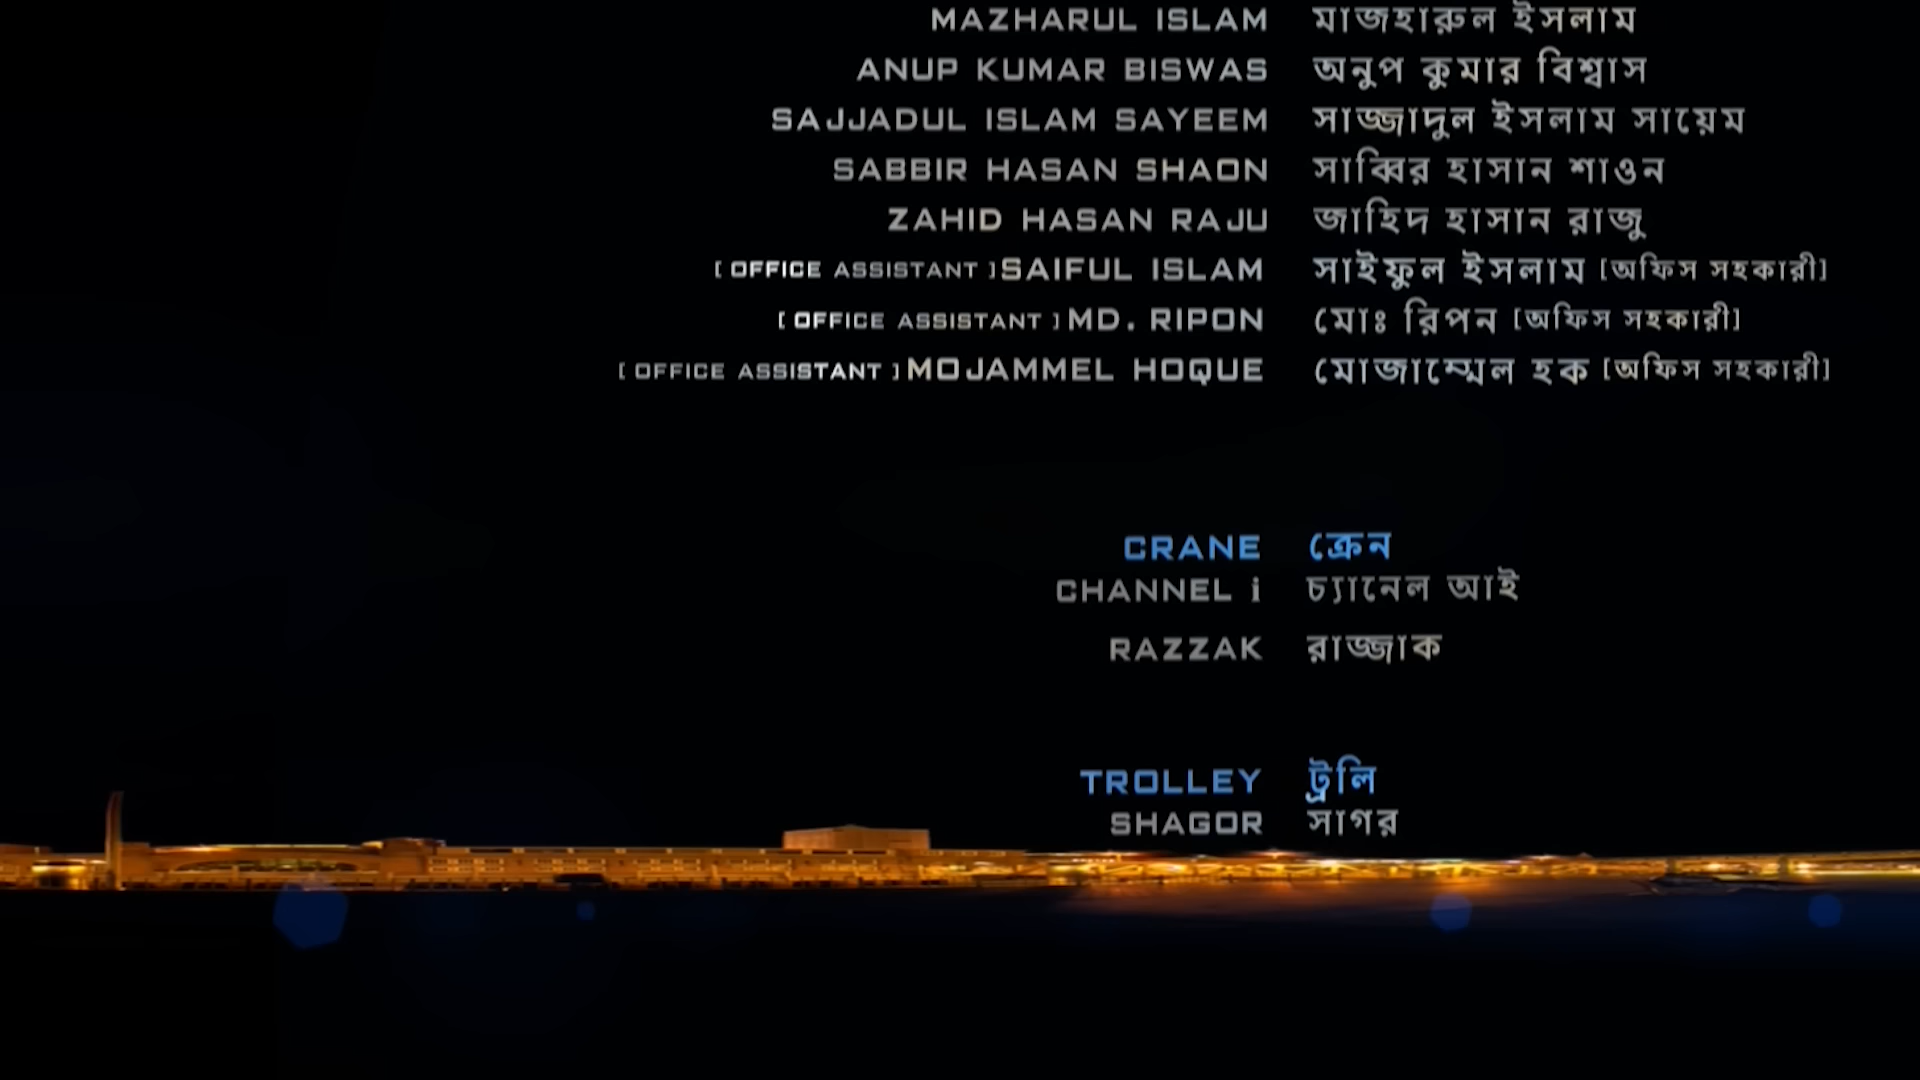 MAZHARUL ISLAM মাজহারুল ইসলাম
ANUP KUMAR BISWAS অনুপ কুমার বিশ্বাস
SAJJADUL ISLAM SAYEEM সাজ্জাদুল ইসলাম সায়েম
SABBIR HASAN SHAON সাব্বির হাসান শাওন
ZAHID HASAN RAJU জাহিদ হাসান রাজু
[ OFFICE ASSISTANT ] SAIFUL ISLAM সাইফুল ইসলাম [অফিস সহকারী]
[ OFFICE ASSISTANT ] MD. RIPON মোঃ রিপন [অফিস সহকারী]
[ OFFICE ASSISTANT ] MOJAMMEL HOQUE মোজাম্মেল হক [অফিস সহকারী]
CRANE ক্রেন
CHANNEL i চ্যানেল আই
RAZZAK রাজ্জাক
TROLLEY ট্রলি
SHAGOR সাগর